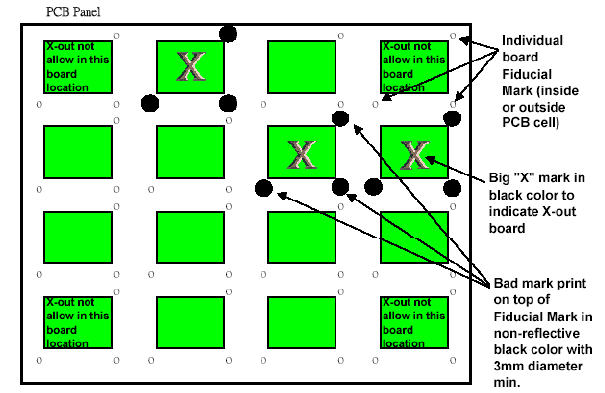 PCB Panel
X-out not
allow in this
board
location
X
X-out not
allow in this
board
location
X
X
X-out not
allow in this
board
location
X-out not
allow in this
board
location
Individual
board
Fiducial
Mark (inside
or outside
PCB cell)
Big "X" mark in
black color to
indicate X-out
board
Bad mark print
on top of
Fiducial Mark in
non-reflective
black color with
3mm diameter
min.